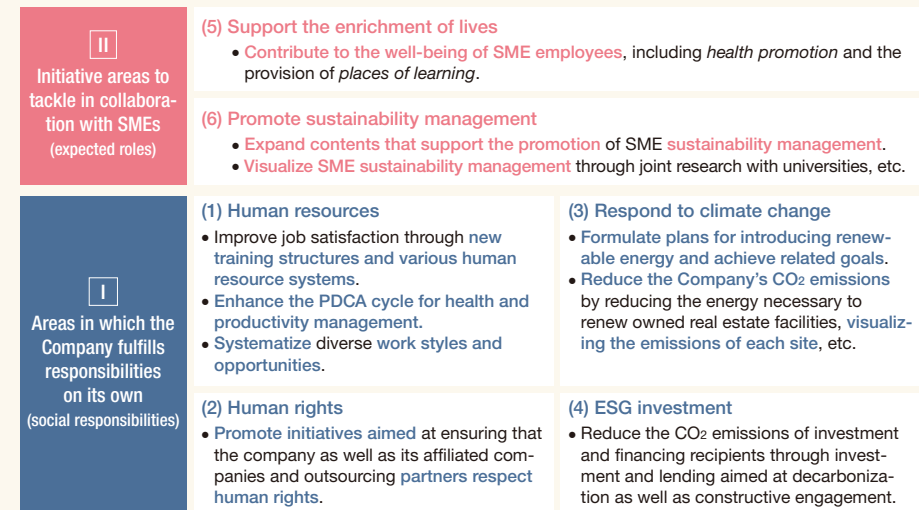 II
Initiative areas to
tackle in collabora-
tion with SMEs
(expected roles)
(5) Support the enrichment of lives
• Contribute to the well-being of SME employees, including health promotion and the
provision of places of learning.
(6) Promote sustainability management
• Expand contents that support the promotion of SME sustainability management.
• Visualize SME sustainability management through joint research with universities, etc.
I
Areas in which the
Company fulfills
responsibilities
on its own
(social responsibilities)
(1) Human resources
• Improve job satisfaction through new
training structures and various human
resource systems.
• Enhance the PDCA cycle for health and
productivity management.
• Systematize diverse work styles and
opportunities.
(2) Human rights
• Promote initiatives aimed at ensuring that
the company as well as its affiliated com-
panies and outsourcing partners respect
human rights.
(3) Respond to climate change
• Formulate plans for introducing renew-
able energy and achieve related goals.
• Reduce the Company's CO2 emissions
by reducing the energy necessary to
renew owned real estate facilities, visualiz-
ing the emissions of each site, etc.
(4) ESG investment
• Reduce the CO2 emissions of investment
and financing recipients through invest-
ment and lending aimed at decarboniza-
tion as well as constructive engagement.